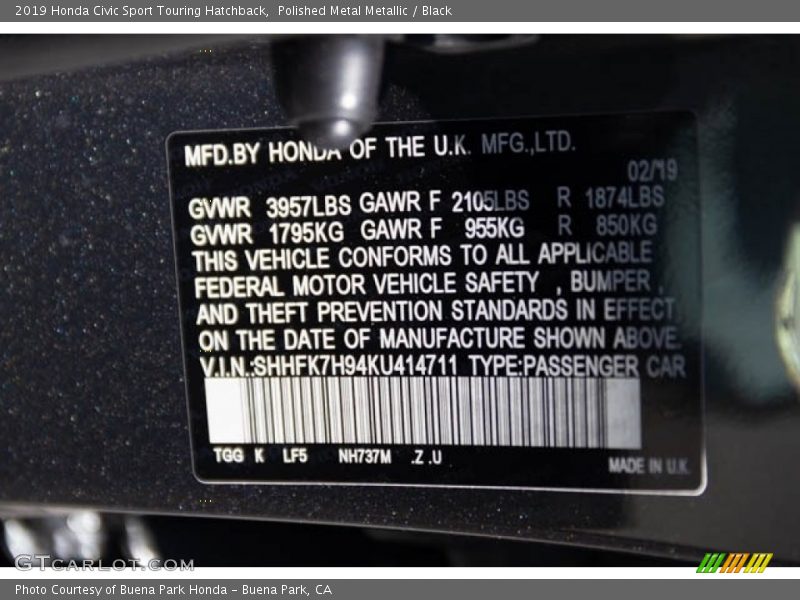 2019 Honda Civic Sport Touring Hatchback, Polished Metal Metallic / Black
MFD.BY HONDA OF THE U.K. MFG.,LTD.
02/19
GVWR 3957LBS GAWR F 2105LBS R 1874LBS
GVWR 1795KG GAWR F 955KG R 850KG
THIS VEHICLE CONFORMS TO ALL APPLICABLE
FEDERAL MOTOR VEHICLE SAFETY , BUMPER ,
AND THEFT PREVENTION STANDARDS IN EFFECT
ON THE DATE OF MANUFACTURE SHOWN ABOVE.
V.I.N.:SHHFK7H94KU414711 TYPE:PASSENGER CAR
TGG K LF5 NH737M .Z .U
MADE IN U.K.
GTCARLOT.COM
Photo Courtesy of Buena Park Honda - Buena Park, CA